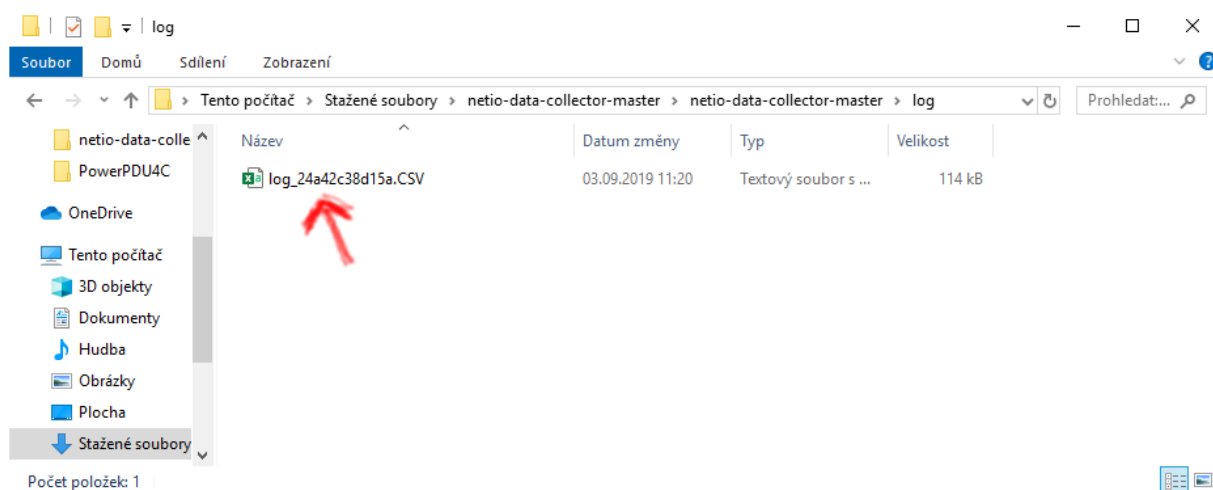 log
Soubor Domů Sdílení Zobrazení
Tento počítač > Stažené soubory > netio-data-collector-master > netio-data-collector-master > log Prohledat:...
netio-data-colle Název Datum změny Typ Velikost
PowerPDU4C log_24a42c38d15a.CSV 03.09.2019 11:20 Textový soubor s ... 114 kB
OneDrive
Tento počítač
3D objekty
Dokumenty
Hudba
Obrázky
Plocha
Stažené soubory
Počet položek: 1